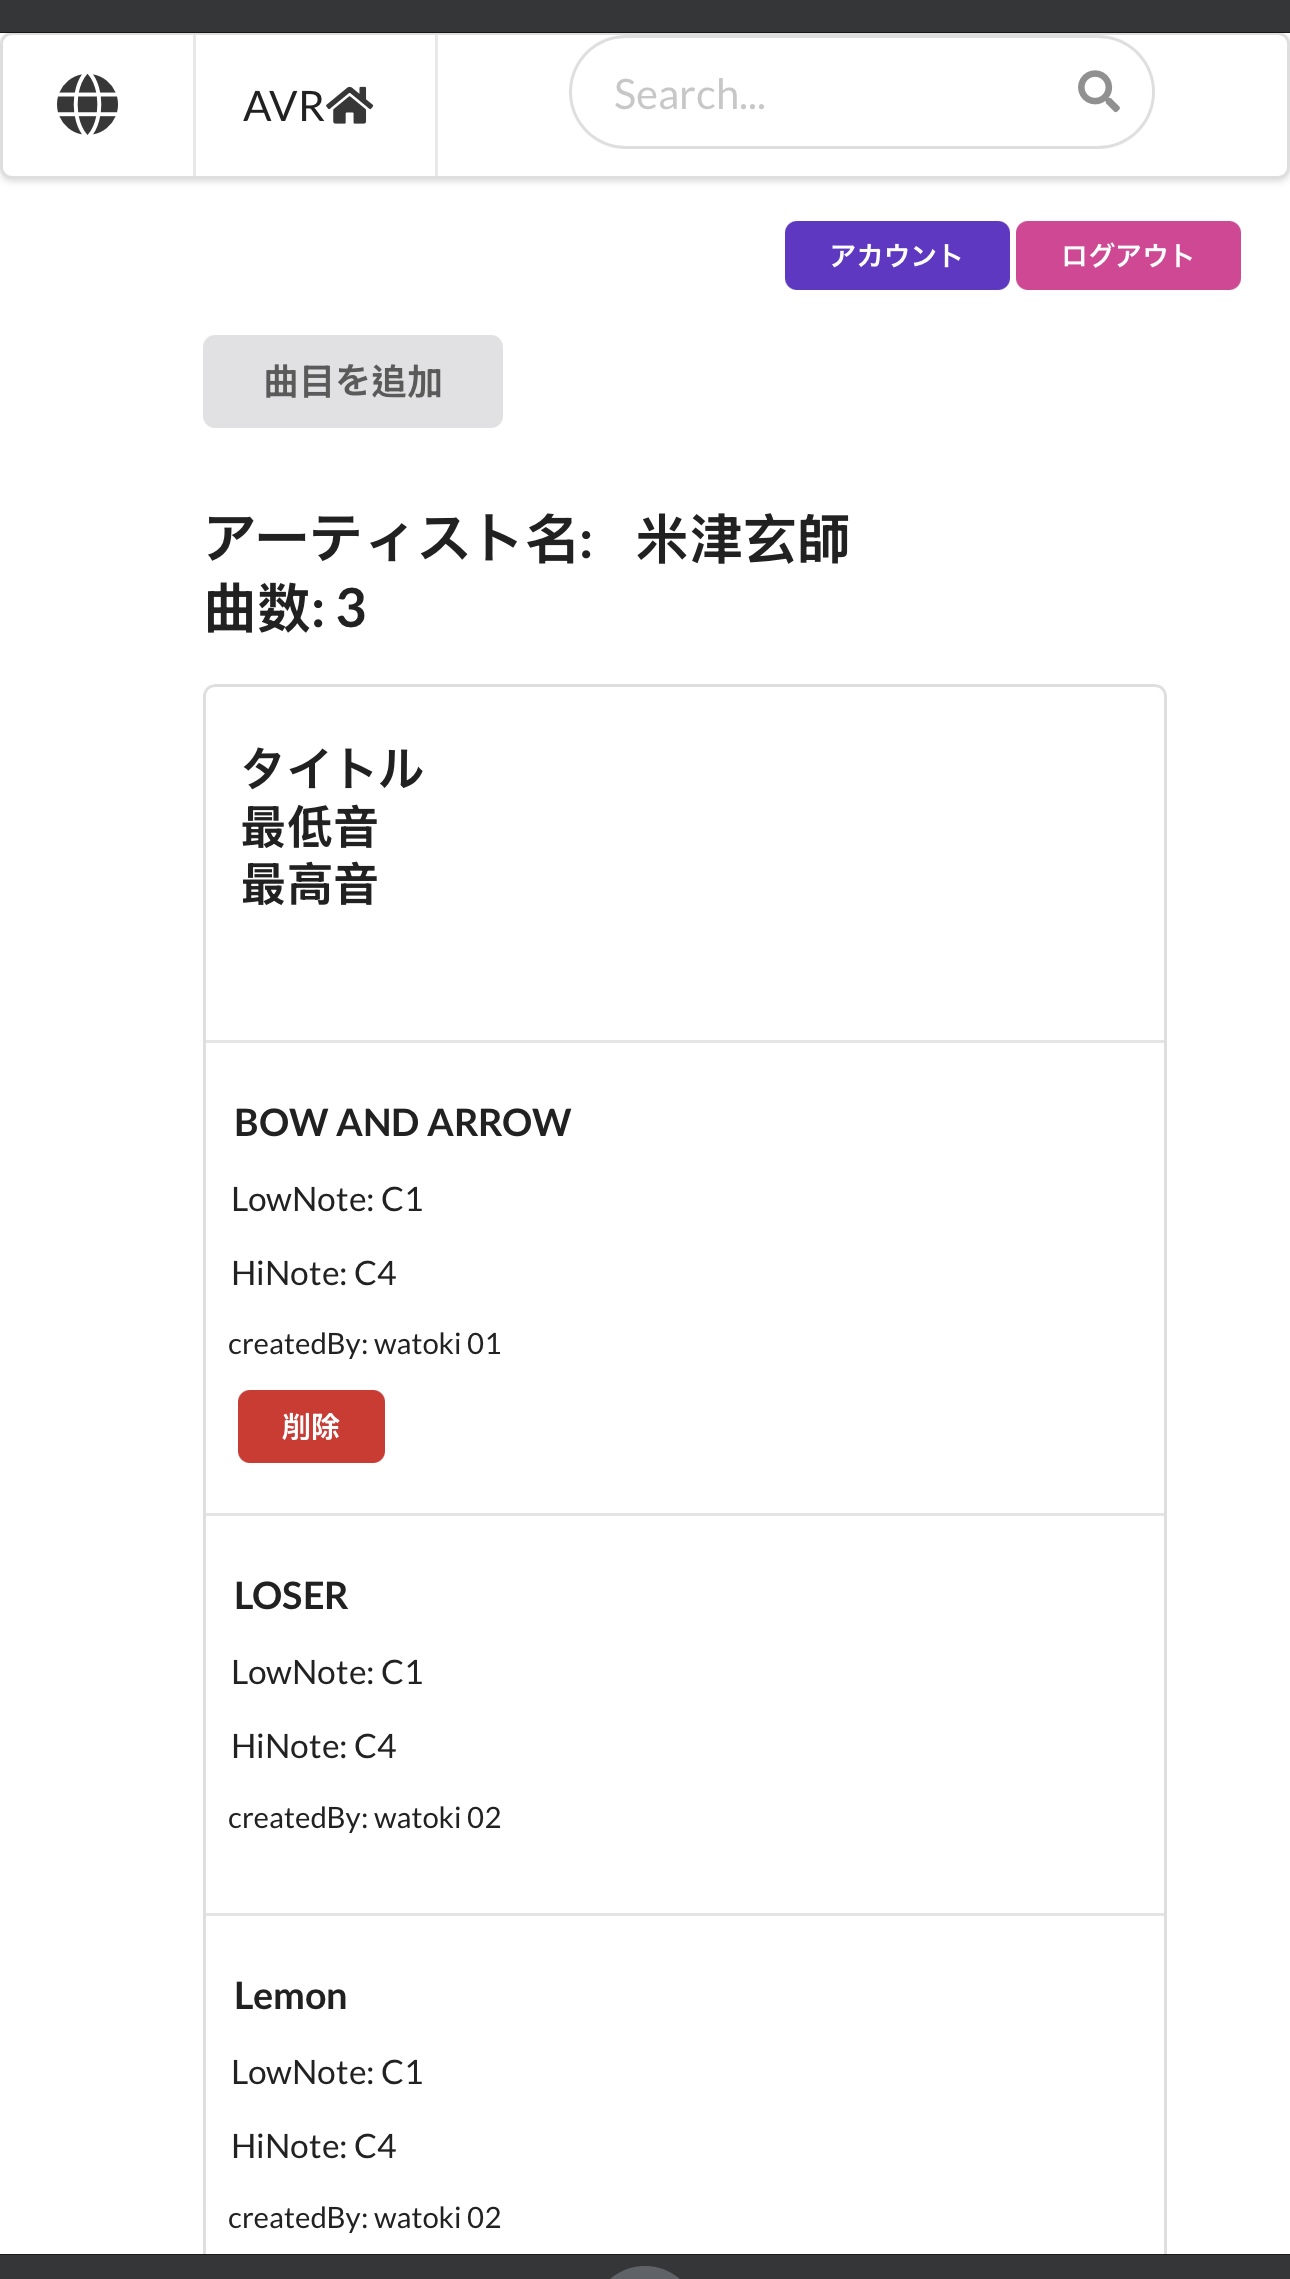 AVR
Search...
アカウント ログアウト
曲目を追加
アーティスト名: 米津玄師
曲数: 3
タイトル
最低音
最高音
BOW AND ARROW
LowNote: C1
HiNote: C4
createdBy: watoki 01
削除
LOSER
LowNote: C1
HiNote: C4
createdBy: watoki 02
Lemon
LowNote: C1
HiNote: C4
createdBy: watoki 02